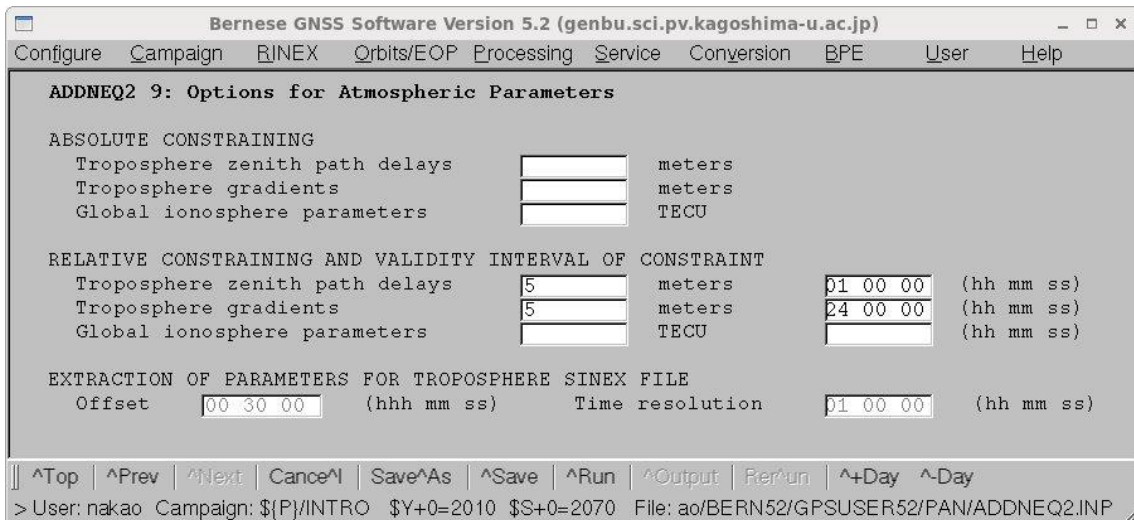 Bernese GNSS Software Version 5.2 (genbu.sci.pv.kagoshima-u.ac.jp)
Configure Campaign RINEX Orbits/EOP Processing Service Conversion BPE User Help
ADDNEQ2 9: Options for Atmospheric Parameters
ABSOLUTE CONSTRAINING
Troposphere zenith path delays meters
Troposphere gradients meters
Global ionosphere parameters TECU
RELATIVE CONSTRAINING AND VALIDITY INTERVAL OF CONSTRAINT
Troposphere zenith path delays 5 meters 01 00 00 (hh mm ss)
Troposphere gradients 5 meters 24 00 00 (hh mm ss)
Global ionosphere parameters TECU (hh mm ss)
EXTRACTION OF PARAMETERS FOR TROPOSPHERE SINEX FILE
Offset 00 30 00 (hhh mm ss) Time resolution 01 00 00 (hh mm ss)
^Top | ^Prev | ^Next | Cance^l | Save^As | ^Save | ^Run | ^Output | Rer^un | ^+Day ^-Day
> User: nakao Campaign: ${P}/INTRO $Y+0=2010 $S+0=2070 File: ao/BERN52/GPSUSER52/PAN/ADDNEQ2.INP